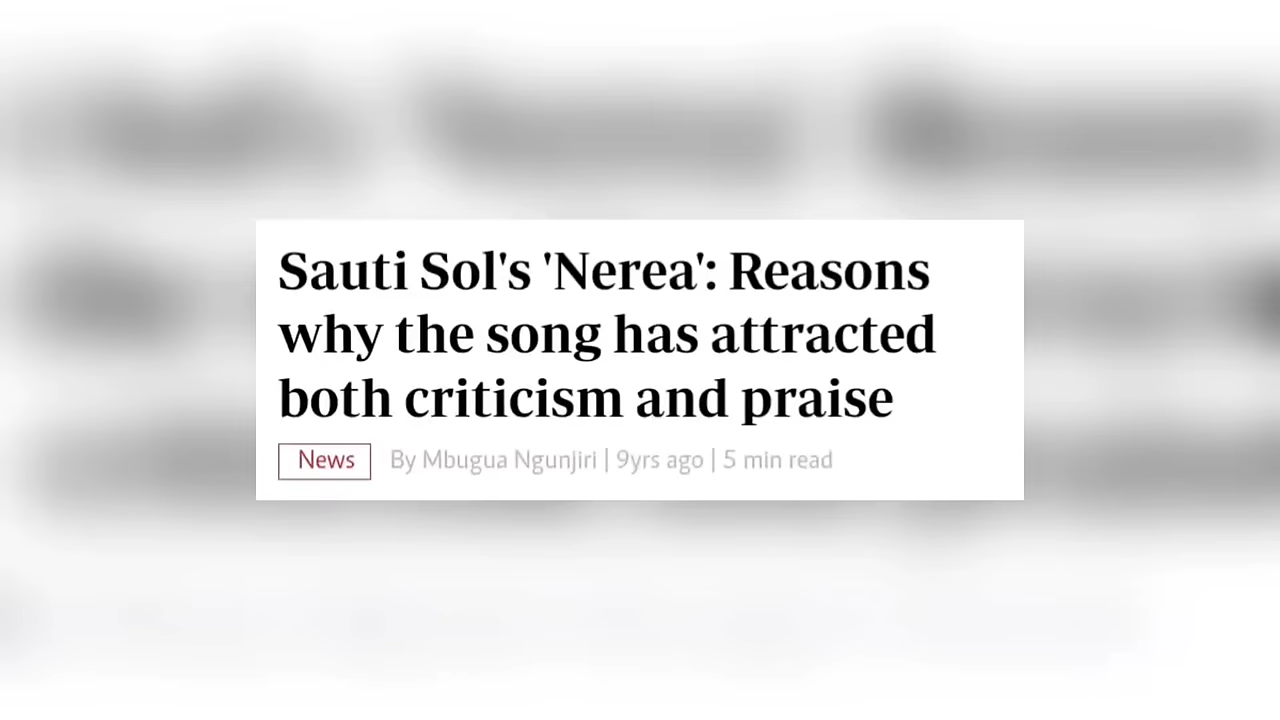 Sauti Sol's 'Nerea': Reasons
why the song has attracted
both criticism and praise
News By Mbugua Ngunjiri | 9yrs ago | 5 min read